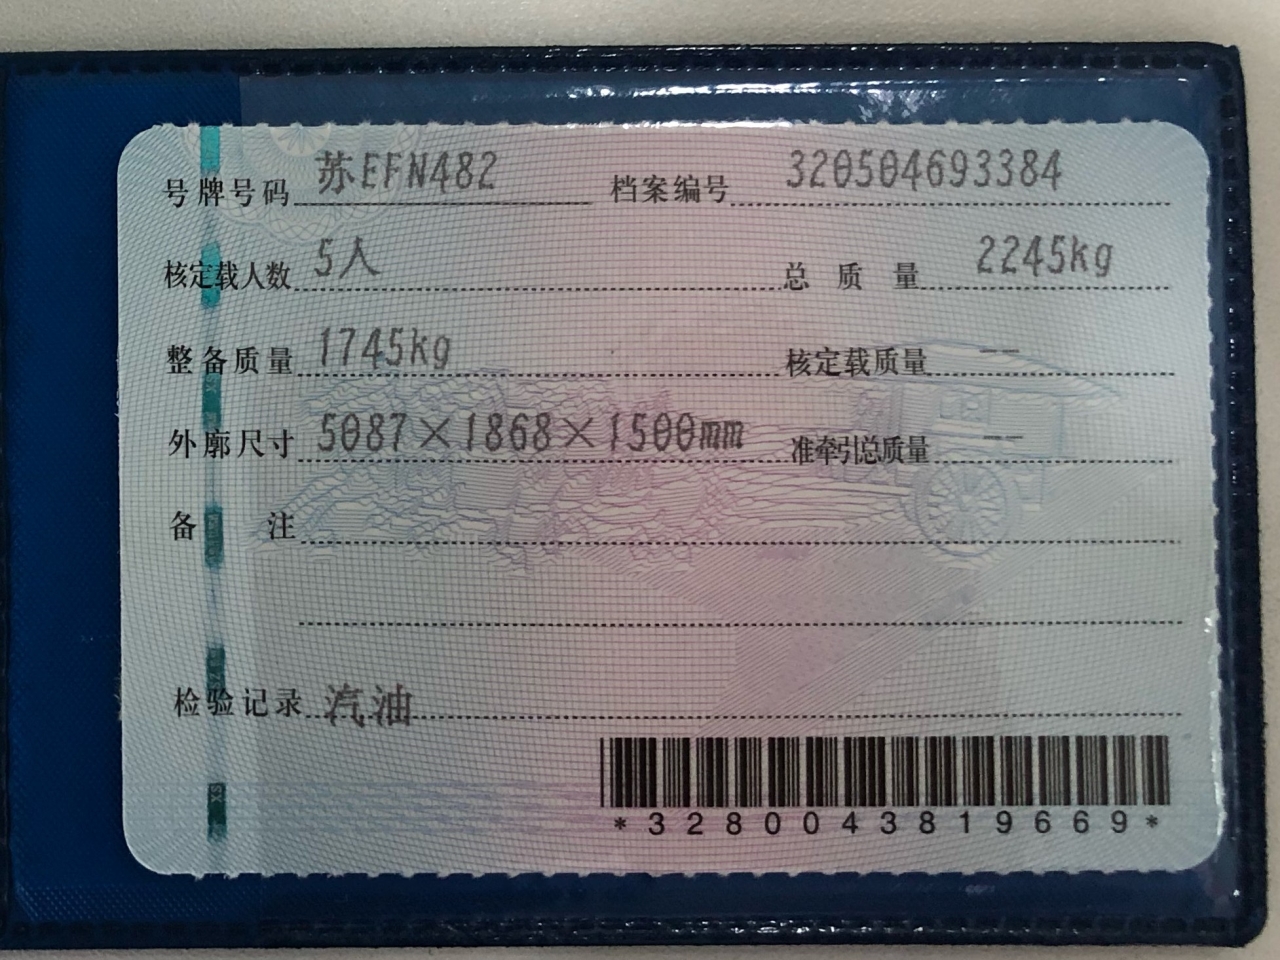 号牌号码 苏EFN482 档案编号 320504693384
核定载人数 5人 总质量 2245kg
整备质量 1745kg 核定载质量 --
外廓尺寸 5087×1868×1500mm 准牵引总质量 --
备注
检验记录 汽油
*3280043819669*